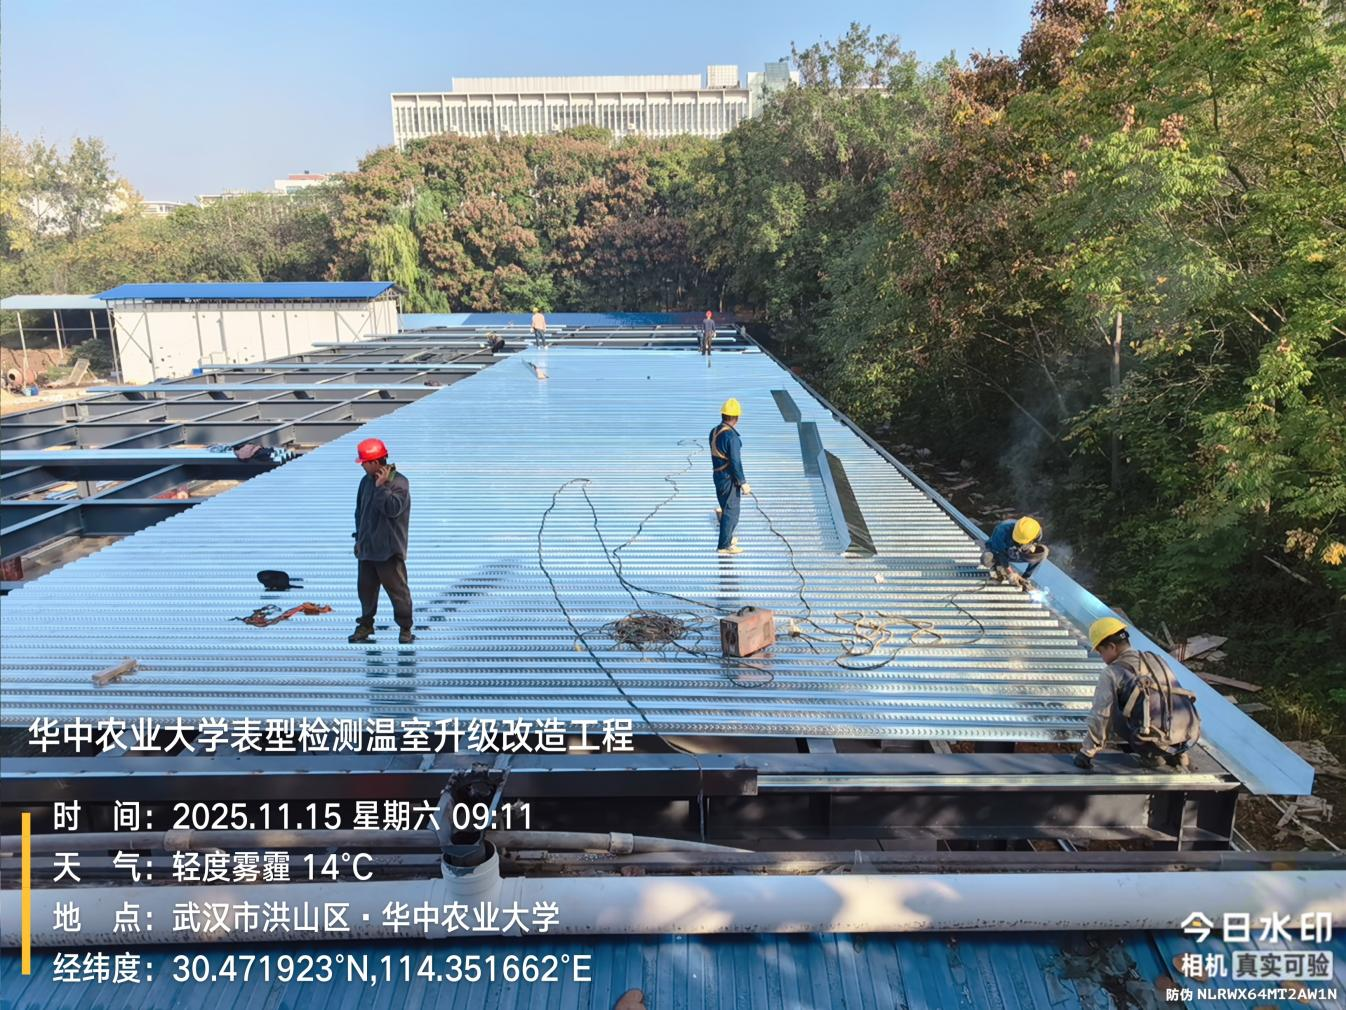 华中农业大学表型检测温室升级改造工程
时 间：2025.11.15 星期六 09:11
天 气：轻度雾霾 14℃
地 点：武汉市洪山区·华中农业大学
经纬度：30.471923°N,114.351662°E
今日水印
相机 真实可验
防伪 NLRWX64MT2AW1N